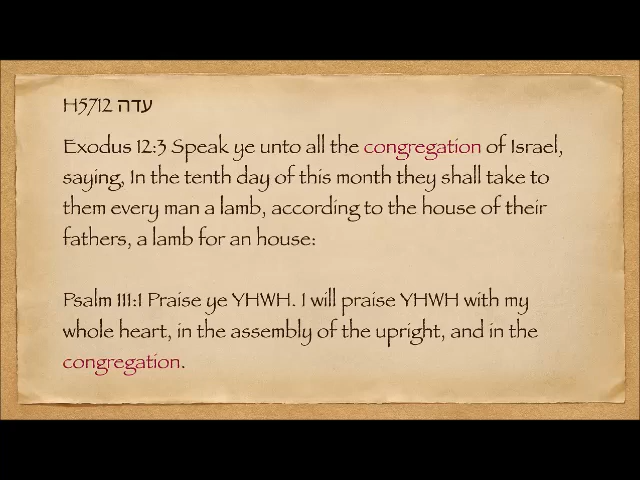 H5712 עדה
Exodus 12:3 Speak ye unto all the congregation of Israel,
saying, In the tenth day of this month they shall take to
them every man a lamb, according to the house of their
fathers, a lamb for an house:
Psalm 111:1 Praise ye YHWH. I will praise YHWH with my
whole heart, in the assembly of the upright, and in the
congregation.